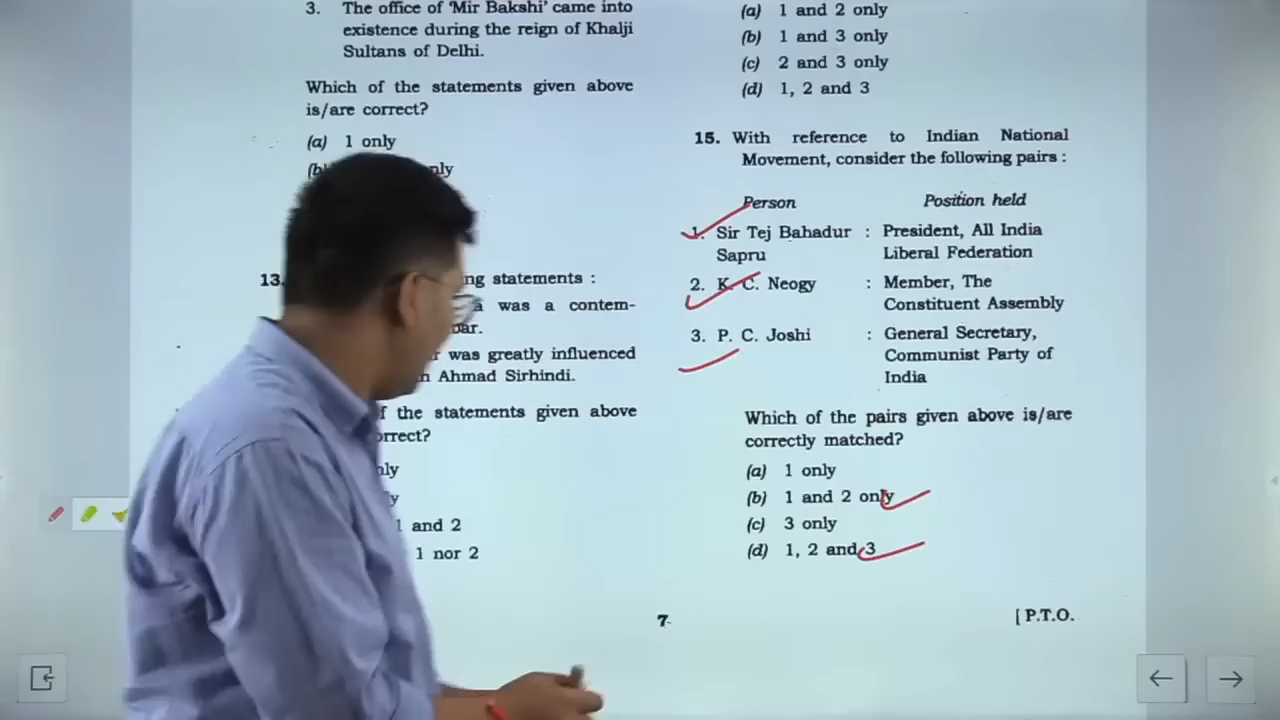 3. The office of ‘Mir Bakshi’ came into
existence during the reign of Khalji
Sultans of Delhi.
Which of the statements given above
is/are correct?
(a) 1 only
13.
statements :
was a contem-
was greatly influenced
Ahmad Sirhindi.
the statements given above
1 and 2
1 nor 2
(a) 1 and 2 only
(b) 1 and 3 only
(c) 2 and 3 only
(d) 1, 2 and 3
15. With reference to Indian National
Movement, consider the following pairs :
Person Position held
1. Sir Tej Bahadur : President, All India
Sapru Liberal Federation
2. K. C. Neogy : Member, The
Constituent Assembly
3. P. C. Joshi : General Secretary,
Communist Party of
India
Which of the pairs given above is/are
correctly matched?
(a) 1 only
(b) 1 and 2 only
(c) 3 only
(d) 1, 2 and 3
7
[ P.T.O.